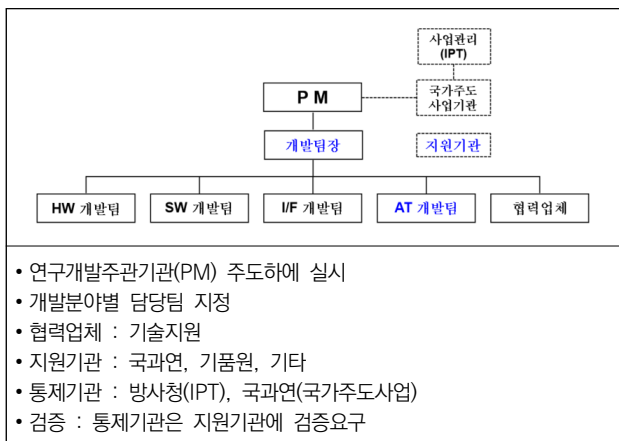 사업관리
(IPT)
P M
국가주도
사업기관
개발팀장
지원기관
HW 개발팀
SW 개발팀
I/F 개발팀
AT 개발팀
협력업체
• 연구개발주관기관(PM) 주도하에 실시
• 개발분야별 담당팀 지정
• 협력업체 : 기술지원
• 지원기관 : 국과연, 기품원, 기타
• 통제기관 : 방사청(IPT), 국과연(국가주도사업)
• 검증 : 통제기관은 지원기관에 검증요구